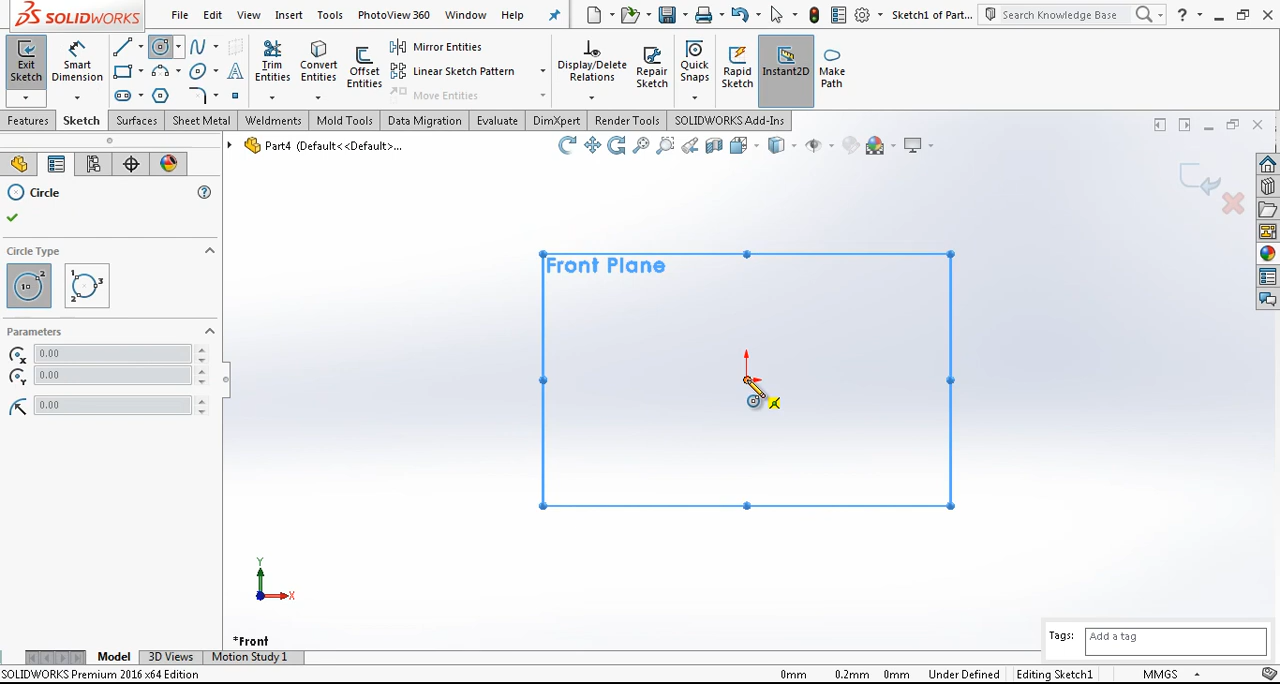 SOLIDWORKS File Edit View Insert Tools PhotoView 360 Window Help Sketch1 of Part... Search Knowledge Base ?
Exit Sketch
Smart Dimension
Trim Entities
Convert Entities
Offset Entities
Mirror Entities
Linear Sketch Pattern
Move Entities
Display/Delete Relations
Repair Sketch
Quick Snaps
Rapid Sketch
Instant2D
Make Path
Features Sketch Surfaces Sheet Metal Weldments Mold Tools Data Migration Evaluate DimXpert Render Tools SOLIDWORKS Add-Ins
Part4 (Default<<Default>...
Circle ?
Circle Type
Parameters
0.00
0.00
0.00
Front Plane
Y
X
*Front
Tags: Add a tag
Model 3D Views Motion Study 1
SOLIDWORKS Premium 2016 x64 Edition 0mm 0.2mm 0mm Under Defined Editing Sketch1 MMGS